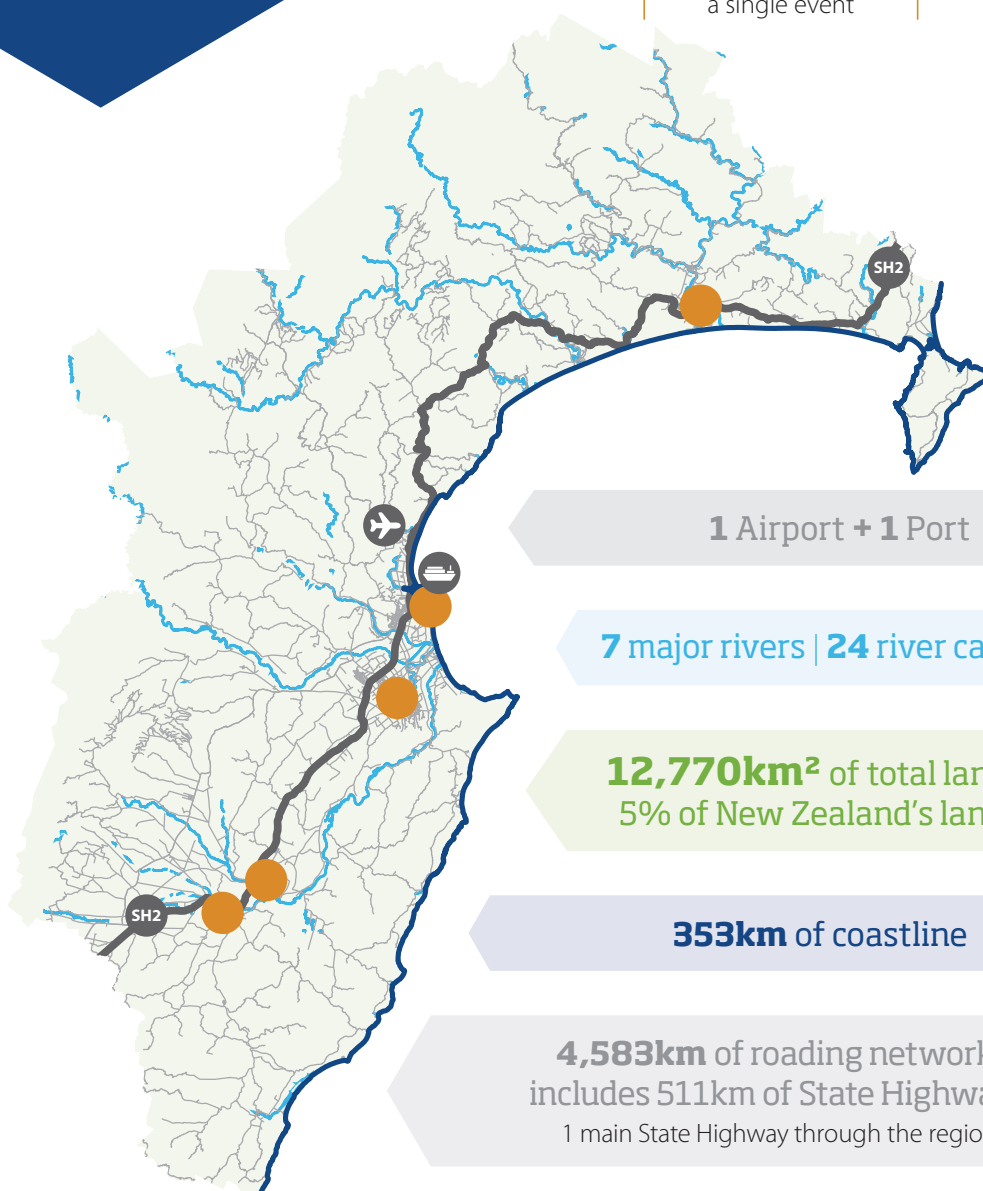 a single event
SH2
1 Airport + 1 Port
7 major rivers | 24 river
12,770km² of total
5% of New Zealand's
353km of coastline
SH2
4,583km of roading
includes 511km of State
1 main State Highway through the